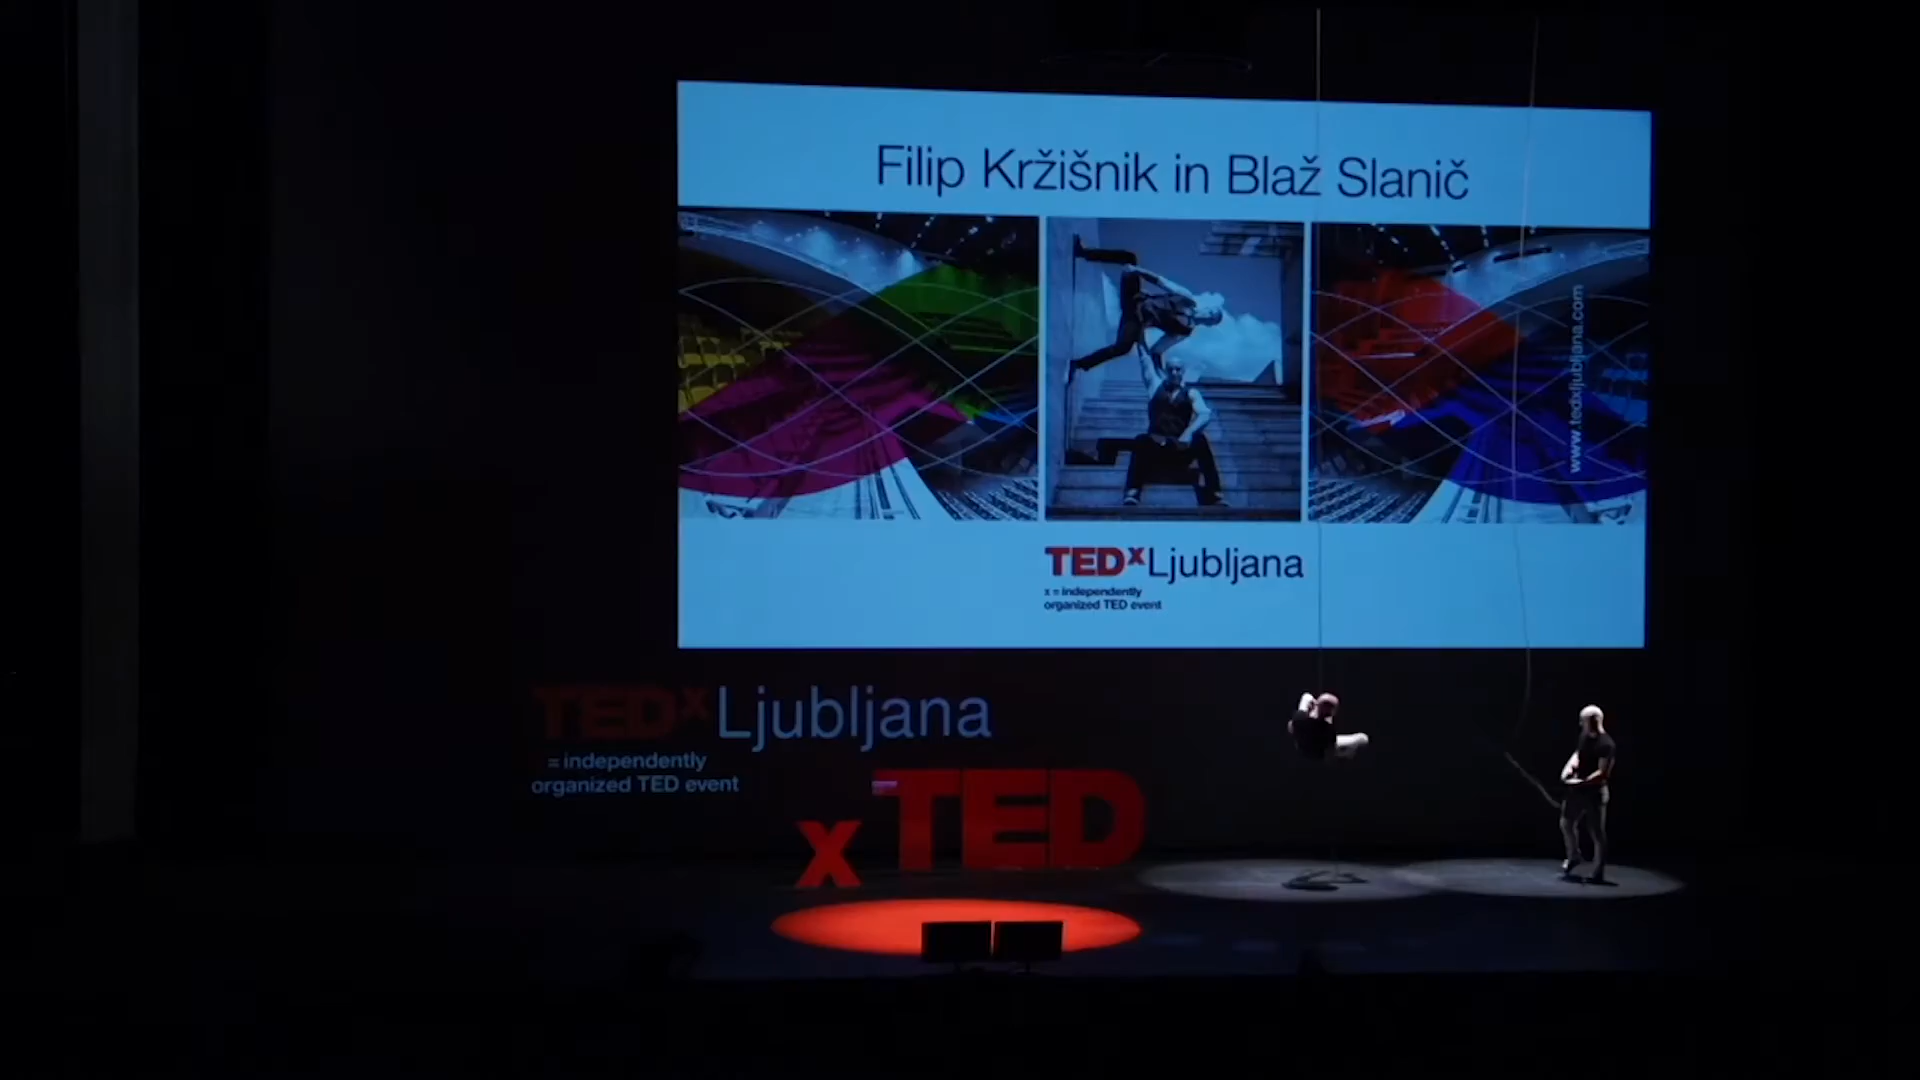 Filip Kržišnik in Blaž Slanič
www.tedxljubljana.com
TEDxLjubljana
x = independently
organized TED event
TEDxLjubljana
= independently
organized TED event
xTED